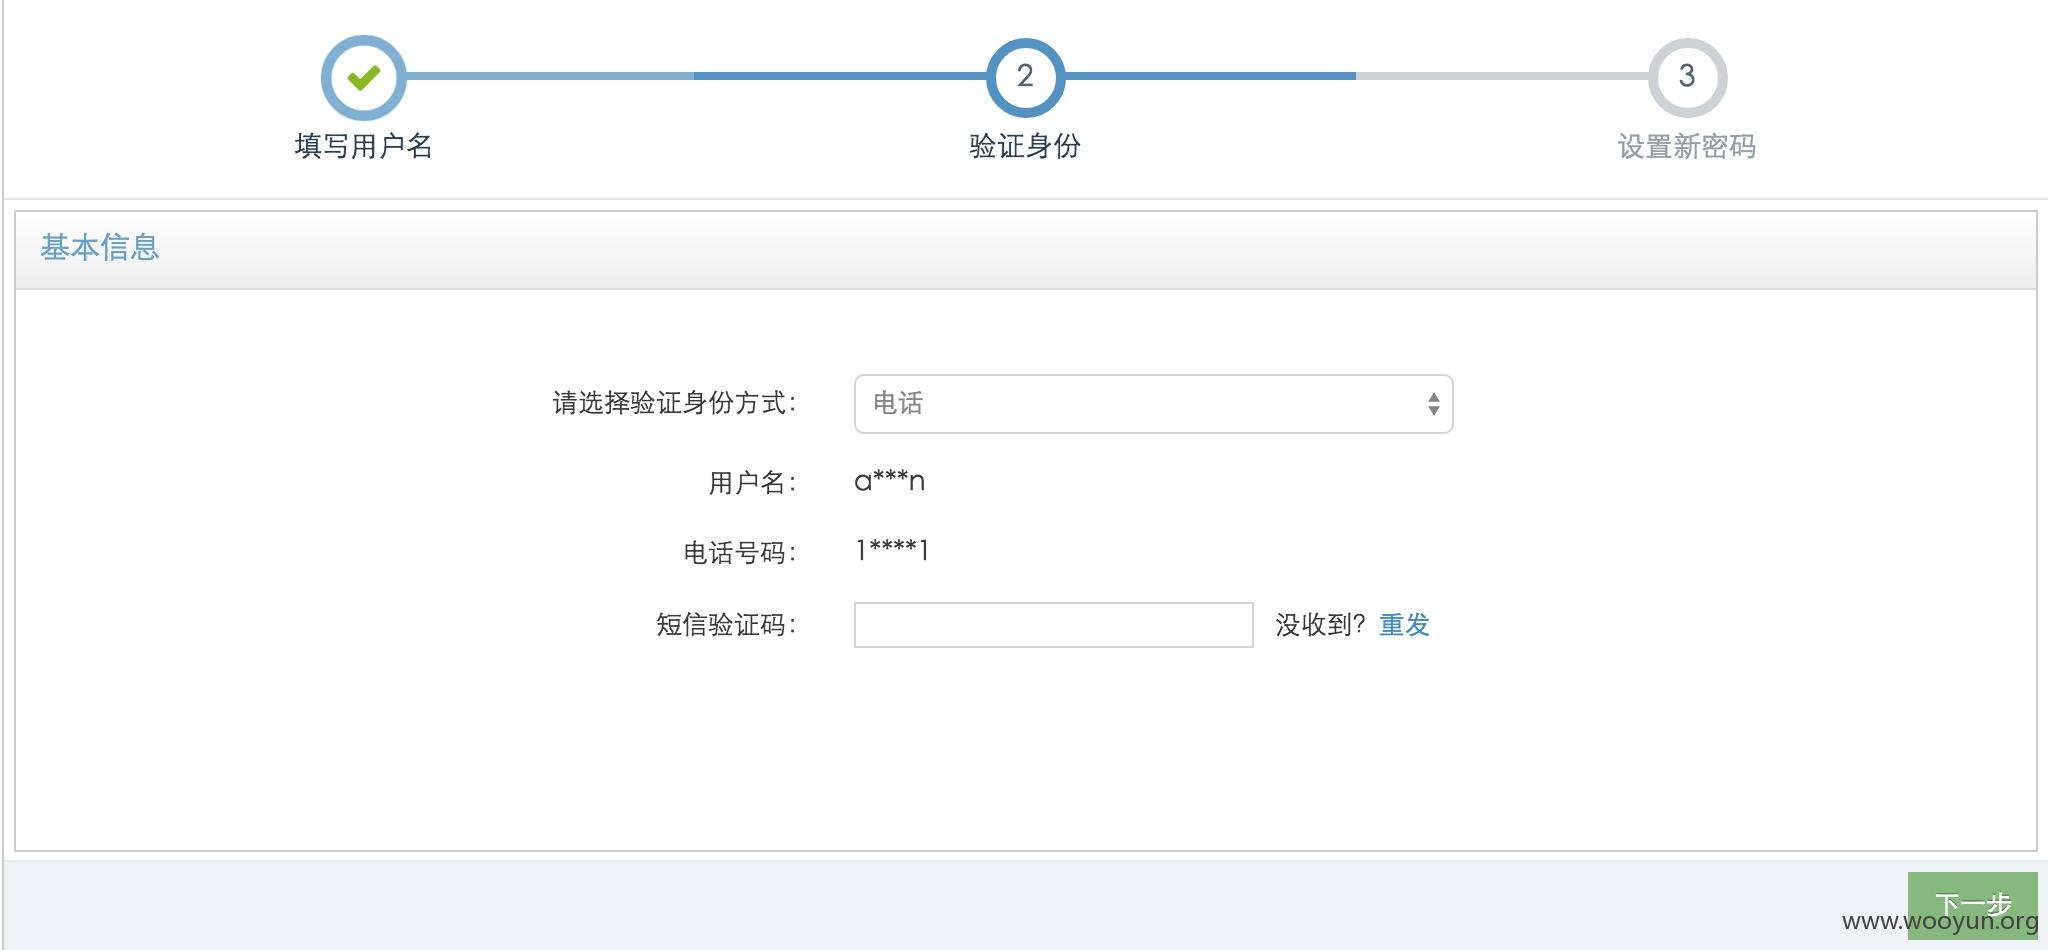 2
3
填写用户名
验证身份
设置新密码
基本信息
请选择验证身份方式： 电话
用户名： a***n
电话号码： 1****1
短信验证码： 没收到？ 重发
下一步
www.wooyun.org